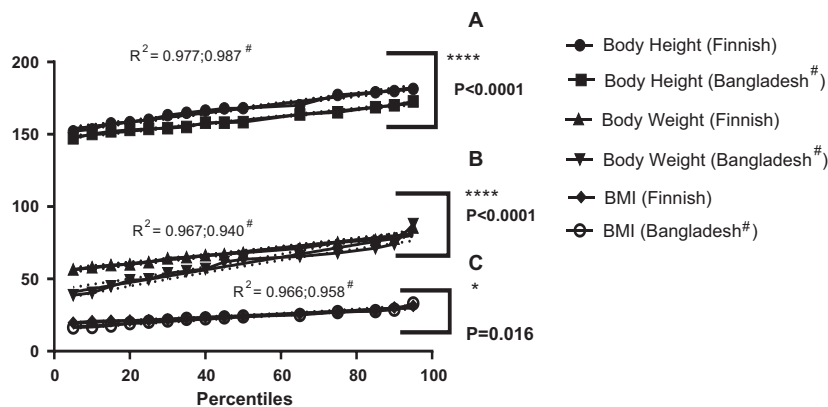 A
R2 = 0.977;0.987 #
****
P<0.0001
B
R2 = 0.967;0.940 #
****
P<0.0001
C
R2 = 0.966;0.958 #
*
P=0.016
200
150
100
50
0
0 20 40 60 80 100
Percentiles
Body Height (Finnish)
Body Height (Bangladesh#)
Body Weight (Finnish)
Body Weight (Bangladesh#)
BMI (Finnish)
BMI (Bangladesh#)